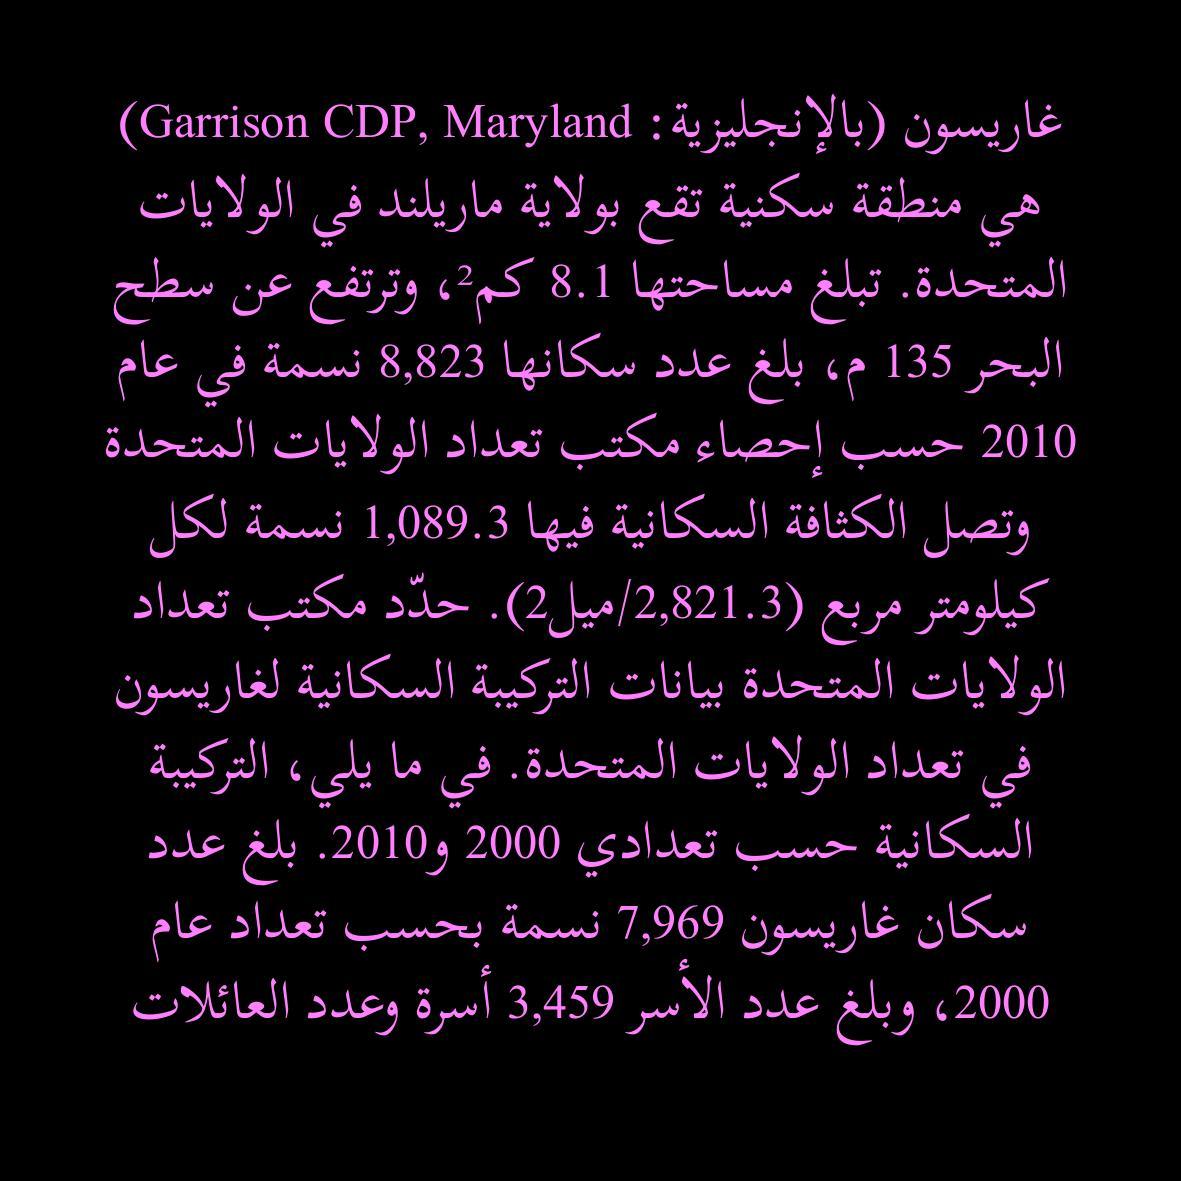 غاريسون (بالإنجليزية: Garrison CDP, Maryland)
هي منطقة سكنية تقع بولاية ماريلند في الولايات
المتحدة. تبلغ مساحتها 8.1 كم²، وترتفع عن سطح
البحر 135 م، بلغ عدد سكانها 8,823 نسمة في عام
2010 حسب إحصاء مكتب تعداد الولايات المتحدة
وتصل الكثافة السكانية فيها 1,089.3 نسمة لكل
كيلومتر مربع (2,821.3/ميل2). حدّد مكتب تعداد
الولايات المتحدة بيانات التركيبة السكانية لغاريسون
في تعداد الولايات المتحدة. في ما يلي، التركيبة
السكانية حسب تعدادي 2000 و2010. بلغ عدد
سكان غاريسون 7,969 نسمة بحسب تعداد عام
2000، وبلغ عدد الأسر 3,459 أسرة وعدد العائلات